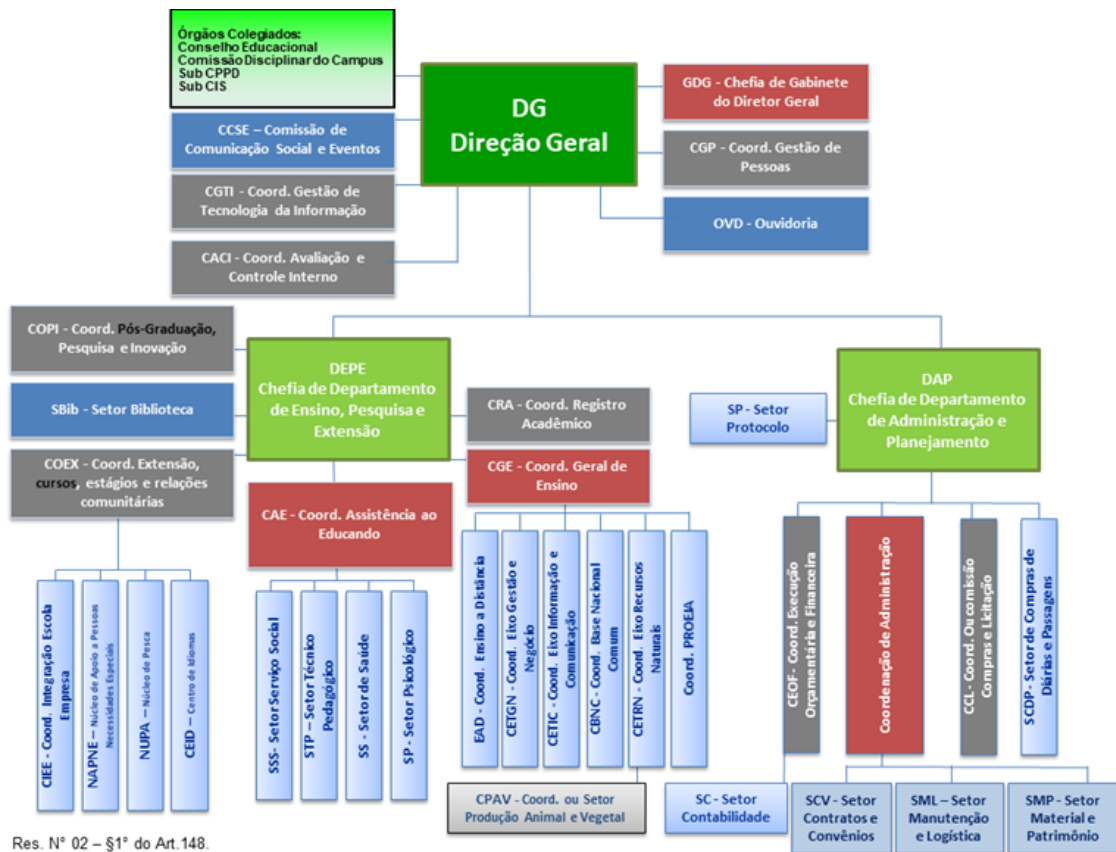 Órgãos Colegiados:
Conselho Educacional
Comissão Disciplinar do Campus
Sub CPPD
Sub CIS
DG
Direção Geral
GDG - Chefia de Gabinete
do Diretor Geral
CCSE – Comissão de
Comunicação Social e Eventos
CGP - Coord. Gestão de
Pessoas
CGTI - Coord. Gestão de
Tecnologia da Informação
OVD - Ouvidoria
CACI - Coord. Avaliação e
Controle Interno
COPI - Coord. Pós-Graduação,
Pesquisa e Inovação
DEPE
Chefia de Departamento
de Ensino, Pesquisa e
Extensão
DAP
Chefia de Departamento
de Administração e
Planejamento
SBib - Setor Biblioteca
CRA - Coord. Registro
Acadêmico
SP - Setor
Protocolo
COEX - Coord. Extensão,
cursos, estágios e relações
comunitárias
CGE - Coord. Geral de
Ensino
CAE - Coord. Assistência ao
Educando
CIEE - Coord. Integração Escola
Empresa
NAPNE – Núcleo de Apoio a Pessoas
Necessidades Especiais
NUPA – Núcleo de Pesca
CEID – Centro de Idiomas
SSS- Setor Serviço Social
STP – Setor Técnico
Pedagógico
SS - Setor de Saúde
SP - Setor Psicológico
EAD - Coord. Ensino a Distância
CETGN - Coord. Eixo Gestão e
Negócio
CETIC - Coord. Eixo Informação e
Comunicação
CBNC - Coord. Base Nacional
Comum
CETRN - Coord. Eixo Recursos
Naturais
Coord. PROEJA
CEOF - Coord. Execução
Orçamentária e Financeira
Coordenação de Administração
CCL - Coord. Ou comissão
Compras e Licitação
SCDP - Setor de Compras de
Diárias e Passagens
CPAV - Coord. ou Setor
Produção Animal e Vegetal
SC - Setor
Contabilidade
SCV - Setor
Contratos e
Convênios
SML – Setor
Manutenção
e Logística
SMP - Setor
Material e
Patrimônio
Res. N° 02 – §1° do Art.148.